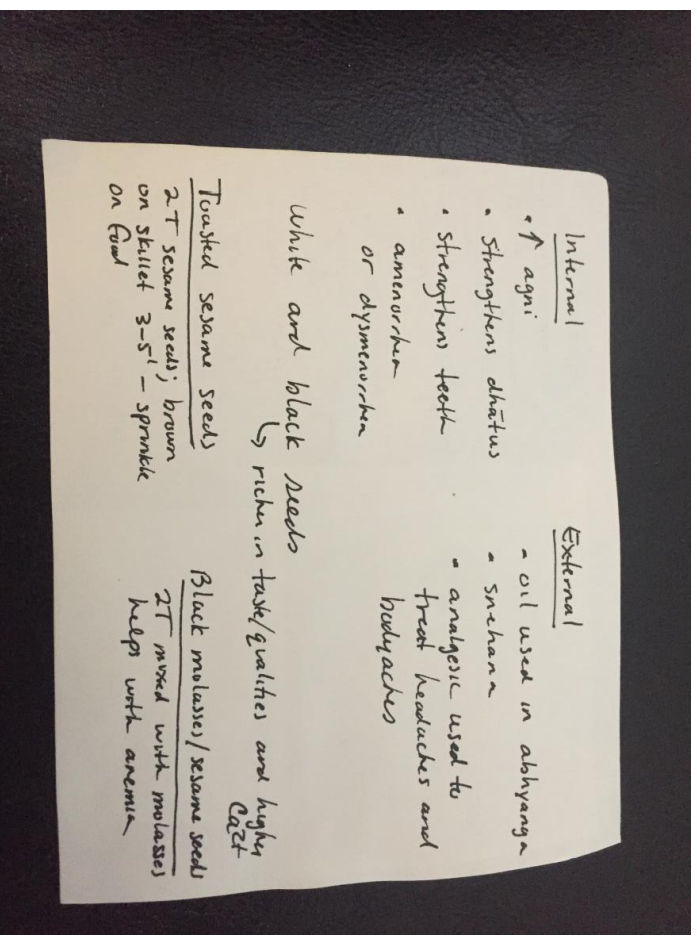 Internal
• ↑ agni
• strengthens dhātus
• strengthens teeth
• amenorrhea
or dysmenorrhea
External
- oil used in abhyanga
• snehana
• analgesic used to
treat headaches and
bodyaches
White and black seeds
↳ richer in taste/qualities and higher
Ca2+
Toasted sesame seeds
2T sesame seeds; brown
on skillet 3-5' - sprinkle
on food
Black molasses/sesame seeds
2T mixed with molasses
helps with anemia